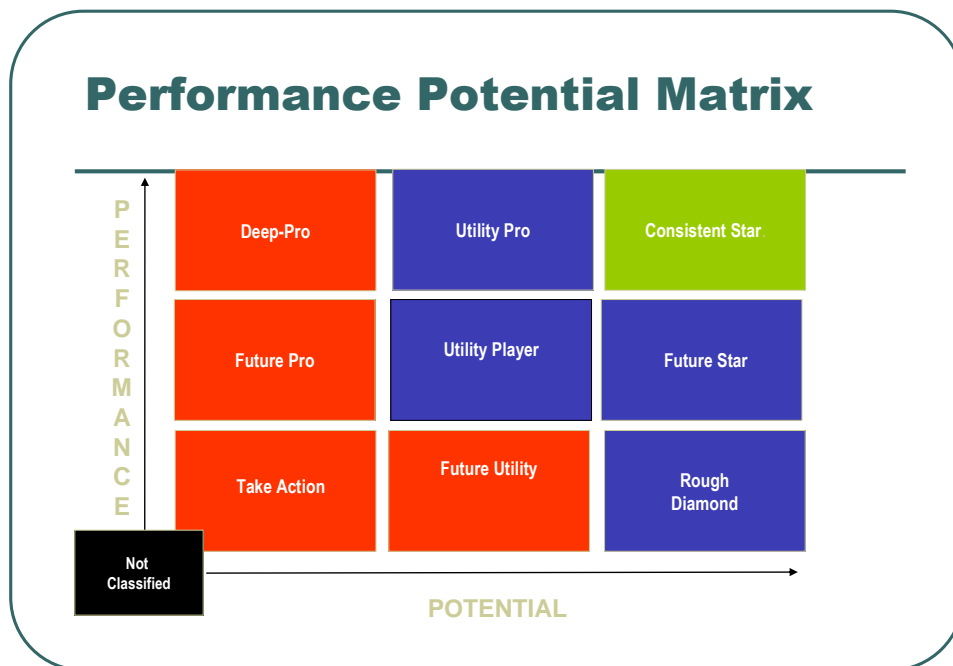 Performance Potential Matrix
PERFORMANCE
Deep-Pro
Utility Pro
Consistent Star.
Future Pro
Utility Player
Future Star
Take Action
Future Utility
Rough
Diamond
Not
Classified
POTENTIAL